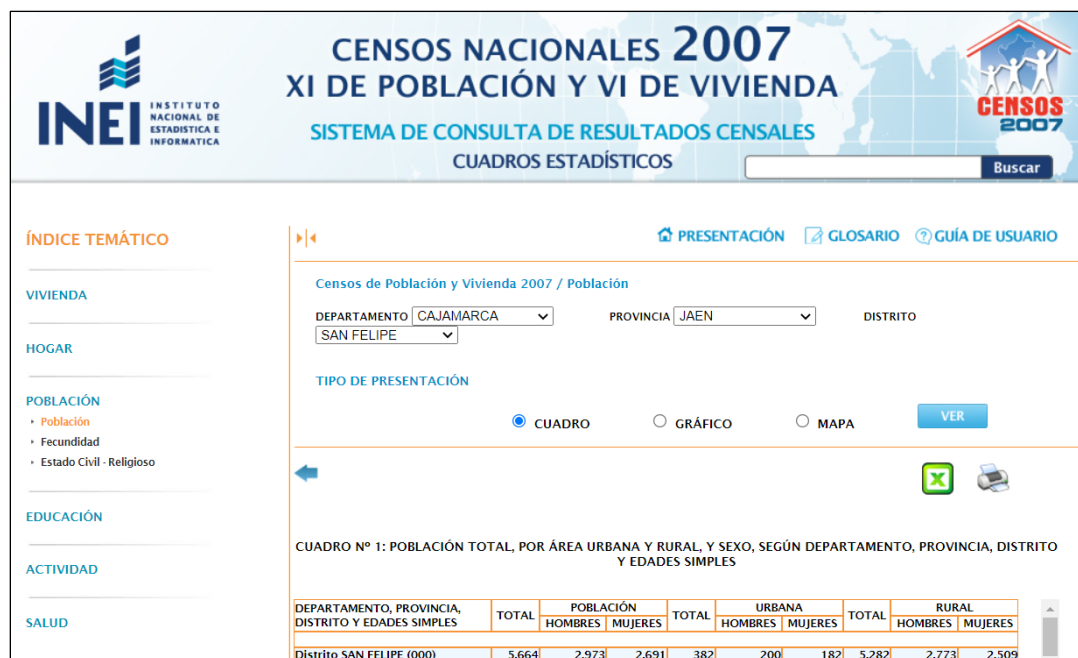 INEI
INSTITUTO
NACIONAL DE
ESTADISTICA E
INFORMATICA
CENSOS NACIONALES 2007
XI DE POBLACIÓN Y VI DE VIVIENDA
SISTEMA DE CONSULTA DE RESULTADOS CENSALES
CUADROS ESTADÍSTICOS
CENSOS
2007
Buscar
ÍNDICE TEMÁTICO
VIVIENDA
HOGAR
POBLACIÓN
Población
Fecundidad
Estado Civil - Religioso
EDUCACIÓN
ACTIVIDAD
SALUD
PRESENTACIÓN GLOSARIO GUÍA DE USUARIO
Censos de Población y Vivienda 2007 / Población
DEPARTAMENTO CAJAMARCA PROVINCIA JAEN DISTRITO
SAN FELIPE
TIPO DE PRESENTACIÓN
CUADRO GRÁFICO MAPA VER
CUADRO Nº 1: POBLACIÓN TOTAL, POR ÁREA URBANA Y RURAL, Y SEXO, SEGÚN DEPARTAMENTO, PROVINCIA, DISTRITO
Y EDADES SIMPLES
DEPARTAMENTO, PROVINCIA, TOTAL POBLACIÓN TOTAL URBANA TOTAL RURAL
DISTRITO Y EDADES SIMPLES HOMBRES MUJERES HOMBRES MUJERES HOMBRES MUJERES
Distrito SAN FELIPE (000) 5,664 2,973 2,691 382 200 182 5,282 2,773 2,509